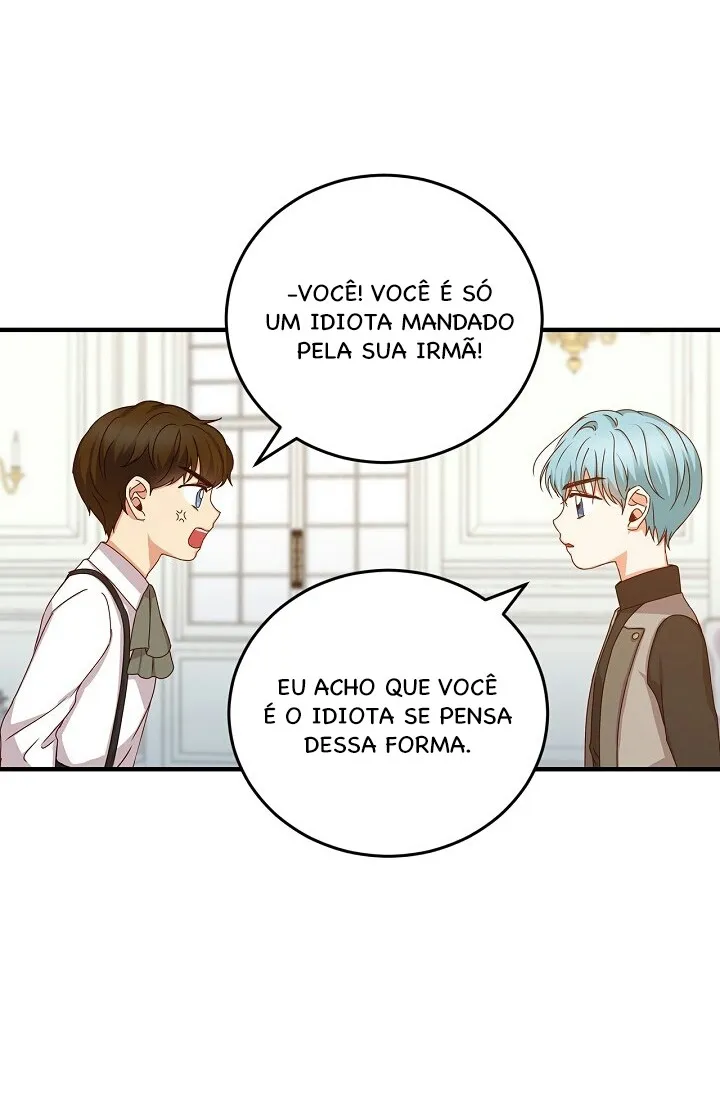 -VOCÊ! VOCÊ É SÓ
UM IDIOTA MANDADO
PELA SUA IRMÃ!
EU ACHO QUE VOCÊ
É O IDIOTA SE PENSA
DESSA FORMA.